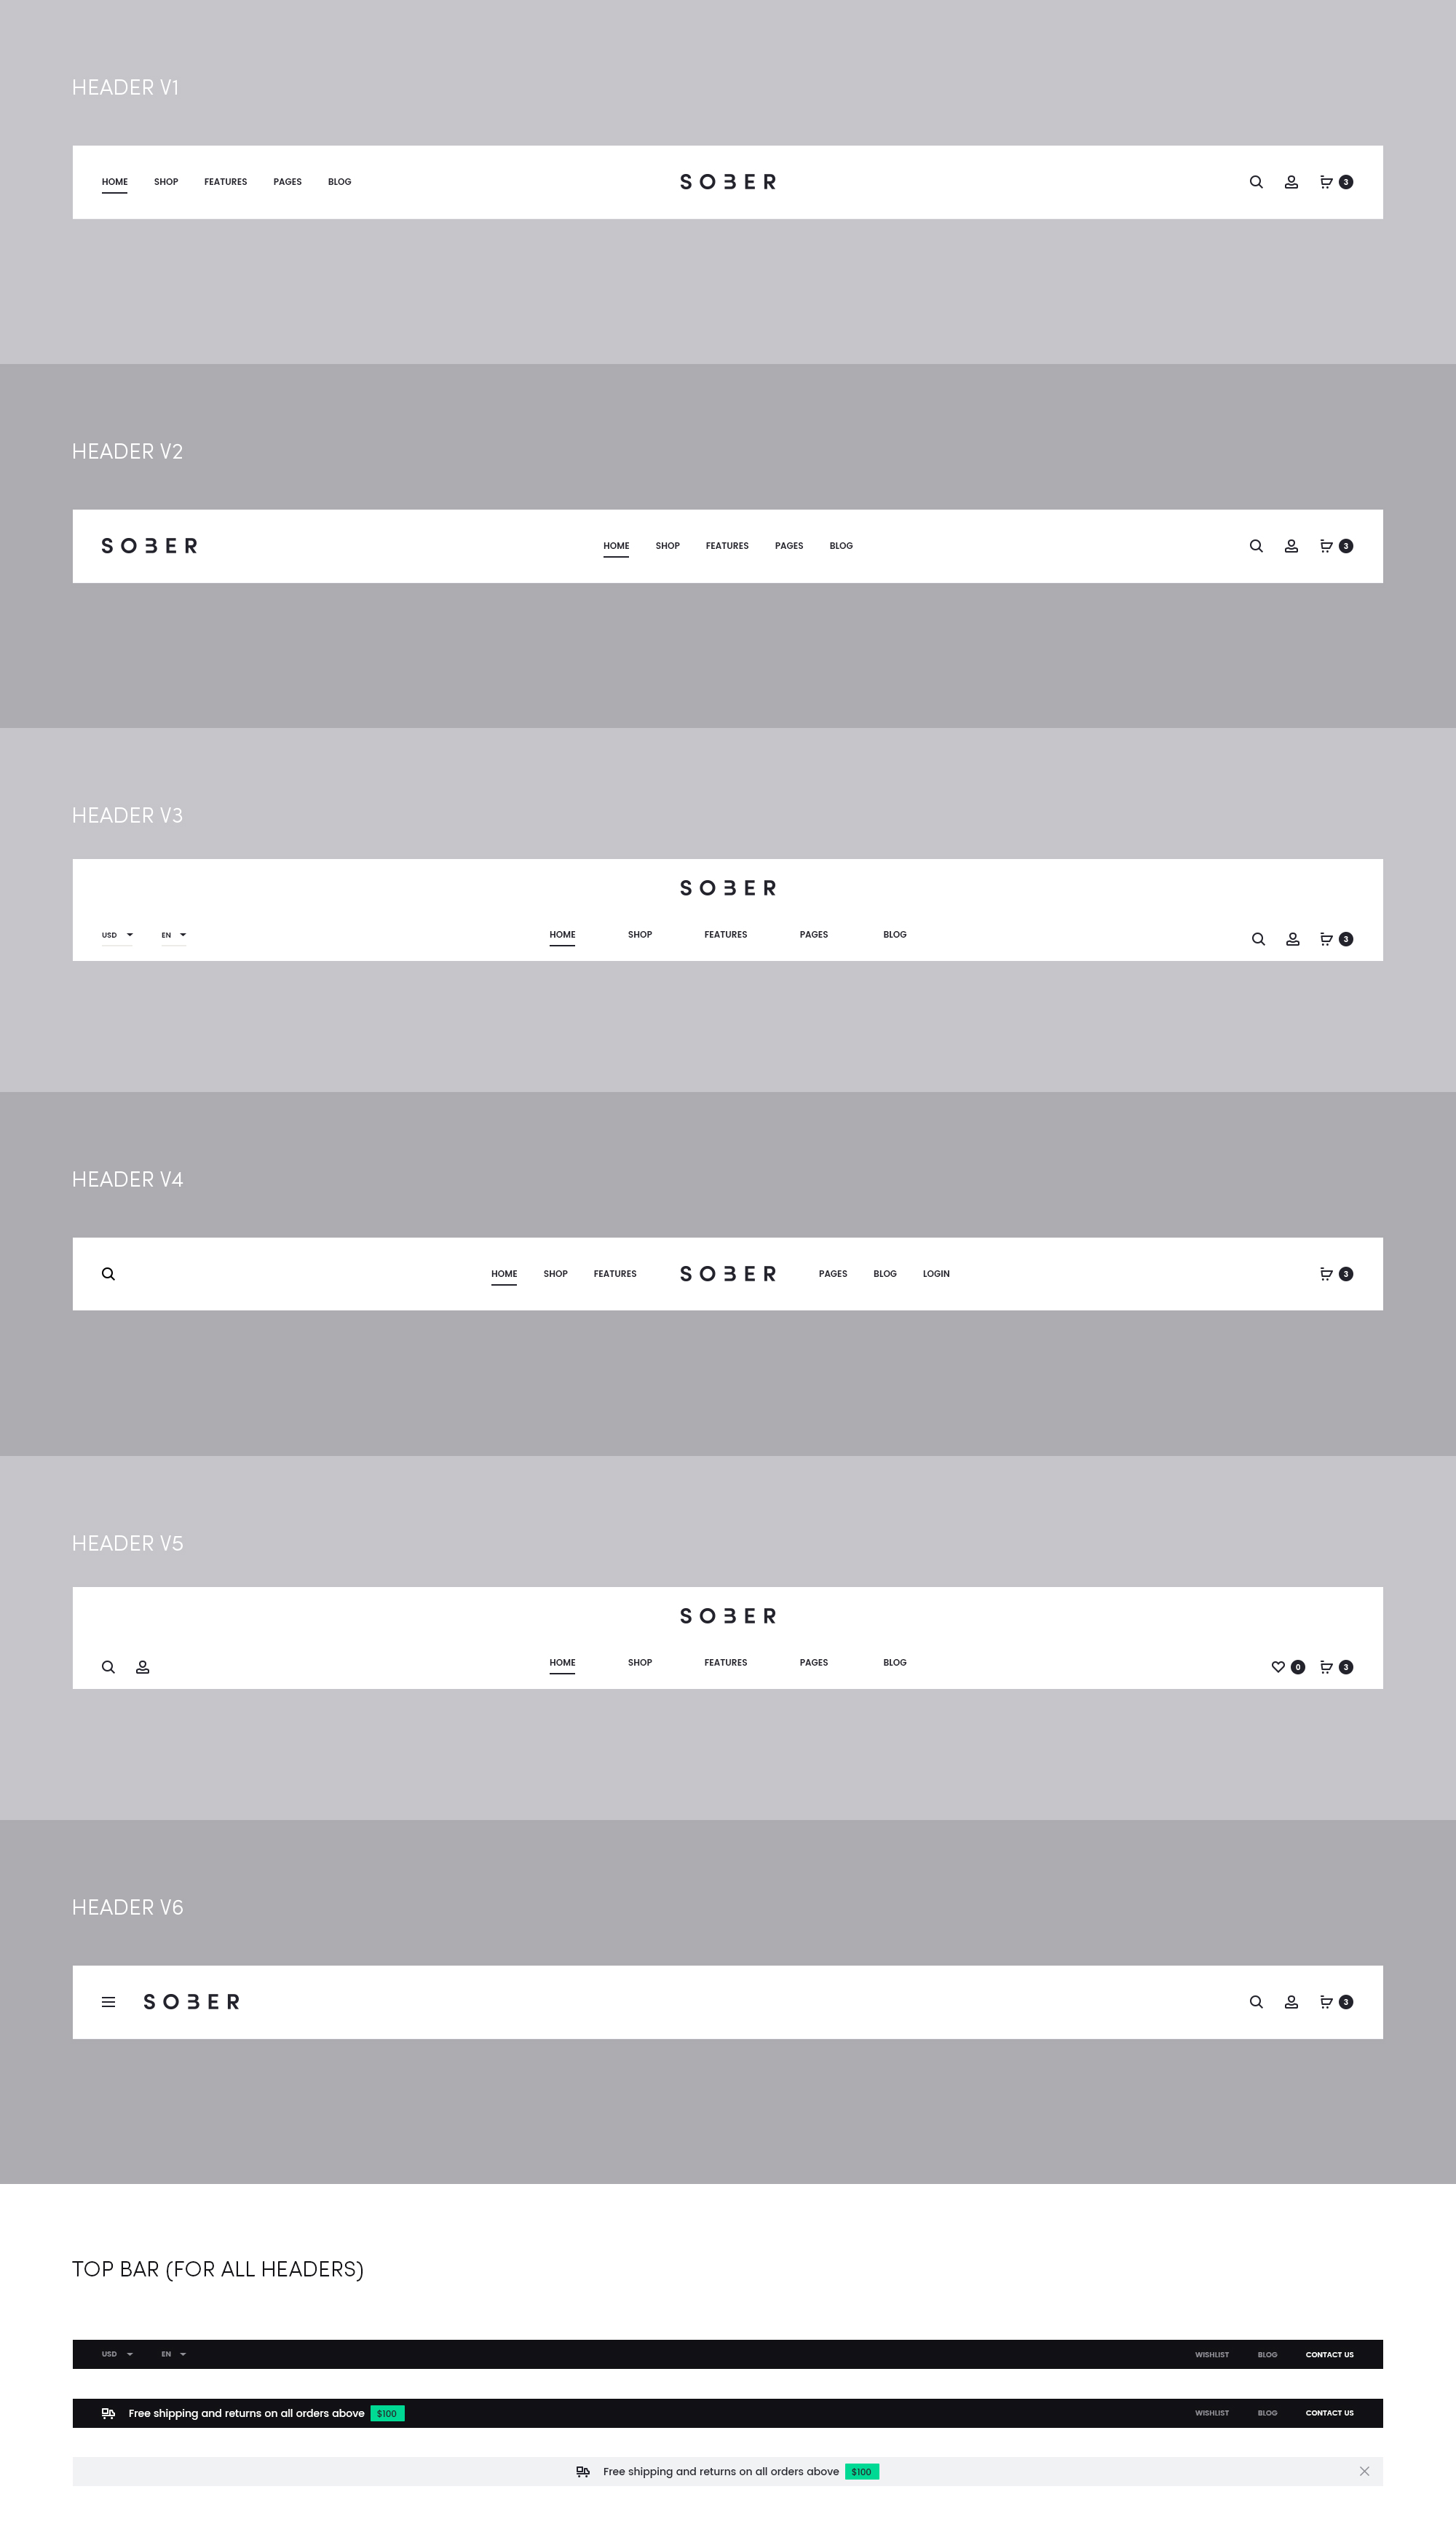 HEADER V1
HOME SHOP FEATURES PAGES BLOG SOBER 3
HEADER V2
SOBER HOME SHOP FEATURES PAGES BLOG 3
HEADER V3
SOBER
USD EN HOME SHOP FEATURES PAGES BLOG 3
HEADER V4
HOME SHOP FEATURES SOBER PAGES BLOG LOGIN 3
HEADER V5
SOBER
HOME SHOP FEATURES PAGES BLOG 0 3
HEADER V6
SOBER 3
TOP BAR (FOR ALL HEADERS)
USD EN WISHLIST BLOG CONTACT US
Free shipping and returns on all orders above $100 WISHLIST BLOG CONTACT US
Free shipping and returns on all orders above $100